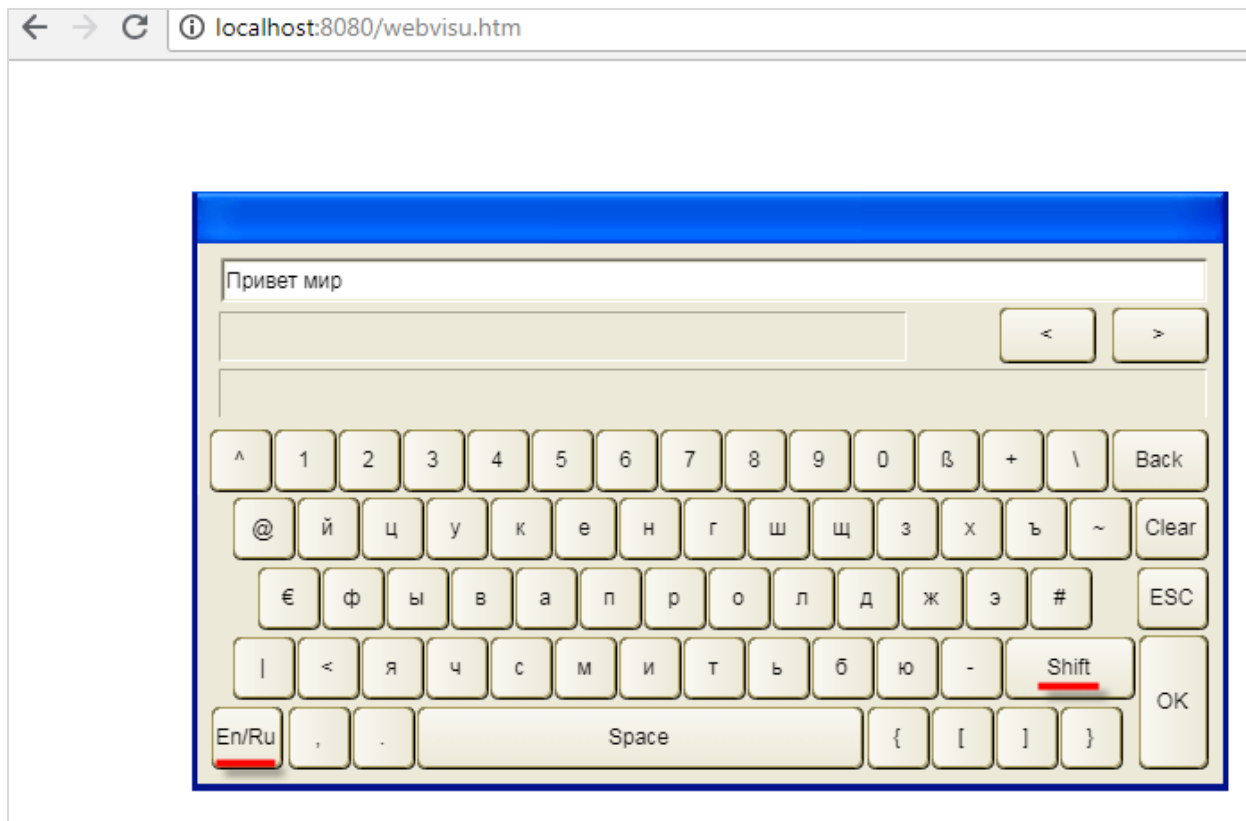 localhost:8080/webvisu.htm
Привет мир
< >
^ 1 2 3 4 5 6 7 8 9 0 ß + \ Back
@ й ц у к е н г ш щ з х ъ ~ Clear
€ ф ы в а п р о л д ж э # ESC
| < я ч с м и т ь б ю - Shift
OK
En/Ru , . Space { [ ] }